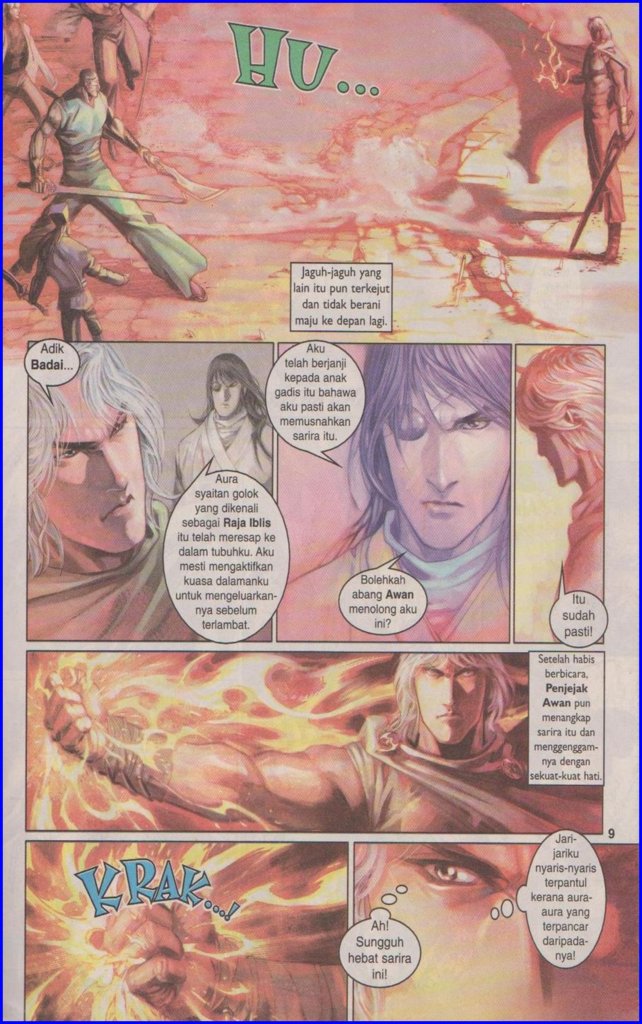 HU...
Jaguh-jaguh yang
lain itu pun terkejut
dan tidak berani
maju ke depan lagi.
Adik
Badai...
Aura
syaitan golok
yang dikenali
sebagai Raja Iblis
itu telah meresap ke
dalam tubuhku. Aku
mesti mengaktifkan
kuasa dalamanku
untuk mengeluarkan-
nya sebelum
terlambat.
Aku
telah berjanji
kepada anak
gadis itu bahawa
aku pasti akan
memusnahkan
sarira itu.
Bolehkah
abang Awan
menolong aku
ini?
Itu
sudah
pasti!
Setelah habis
berbicara,
Penjejak
Awan pun
menangkap
sarira itu dan
menggenggam-
nya dengan
sekuat-kuat hati.
9
KRAK...!
Ah!
Sungguh
hebat sarira
ini!
Jari-
jariku
nyaris-nyaris
terpantul
kerana aura-
aura yang
terpancar
daripada-
nya!